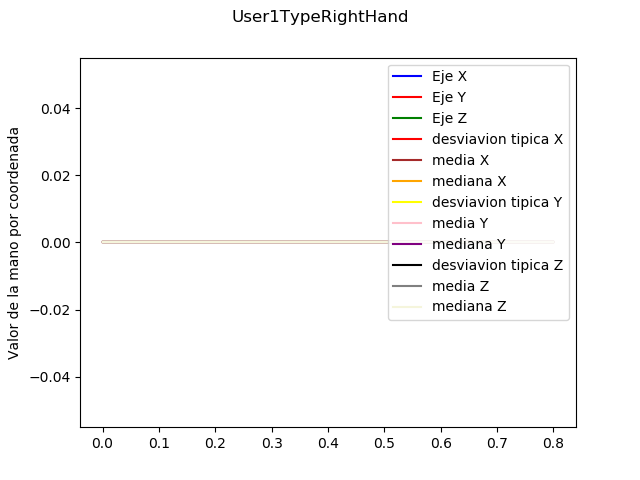 User1TypeRightHand
Valor de la mano por coordenada
0.04
0.02
0.00
−0.02
−0.04
Eje X
Eje Y
Eje Z
desviavion tipica X
media X
mediana X
desviavion tipica Y
media Y
mediana Y
desviavion tipica Z
media Z
mediana Z
0.0 0.1 0.2 0.3 0.4 0.5 0.6 0.7 0.8